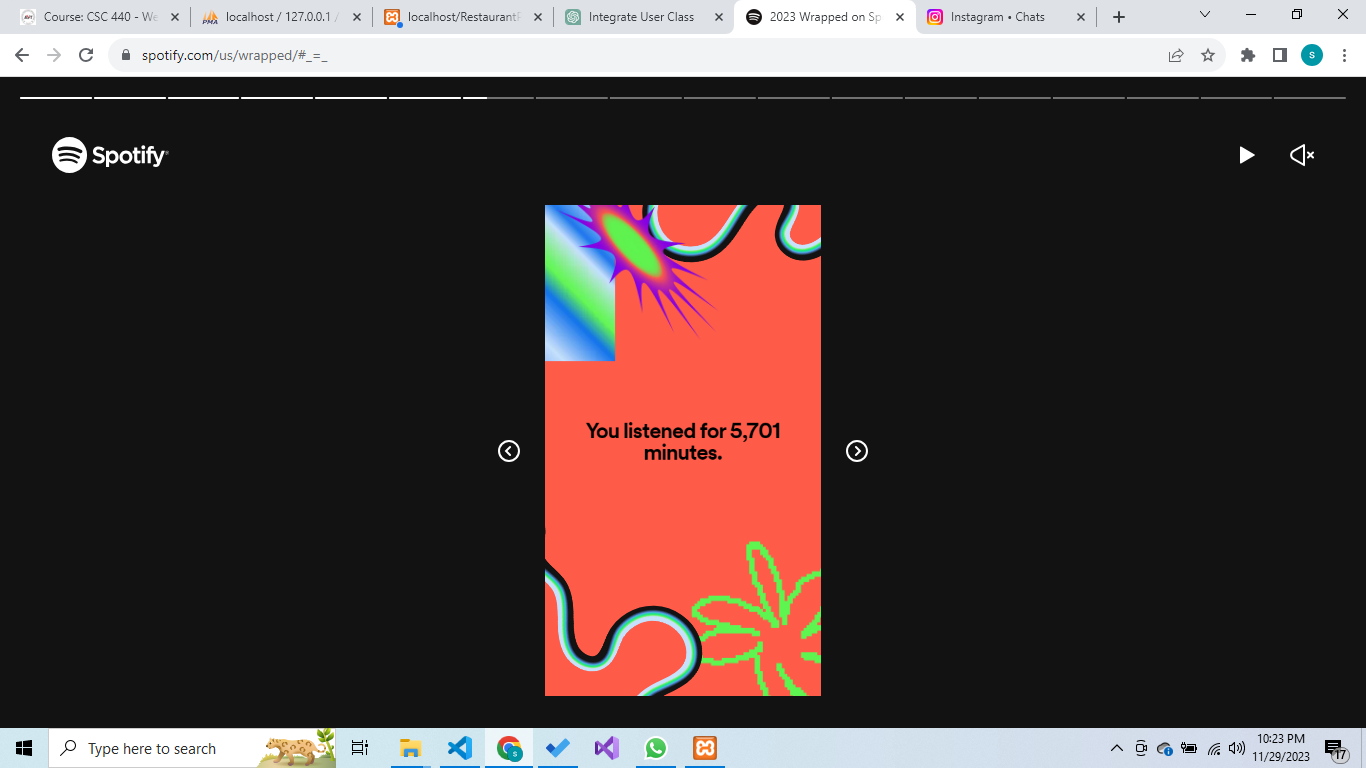 Course: CSC 440 - We
localhost / 127.0.0.1 /
localhost/RestaurantP
Integrate User Class
2023 Wrapped on Sp
Instagram • Chats
spotify.com/us/wrapped/#_=_
S
Spotify
You listened for 5,701
minutes.
Type here to search
10:23 PM
11/29/2023
17